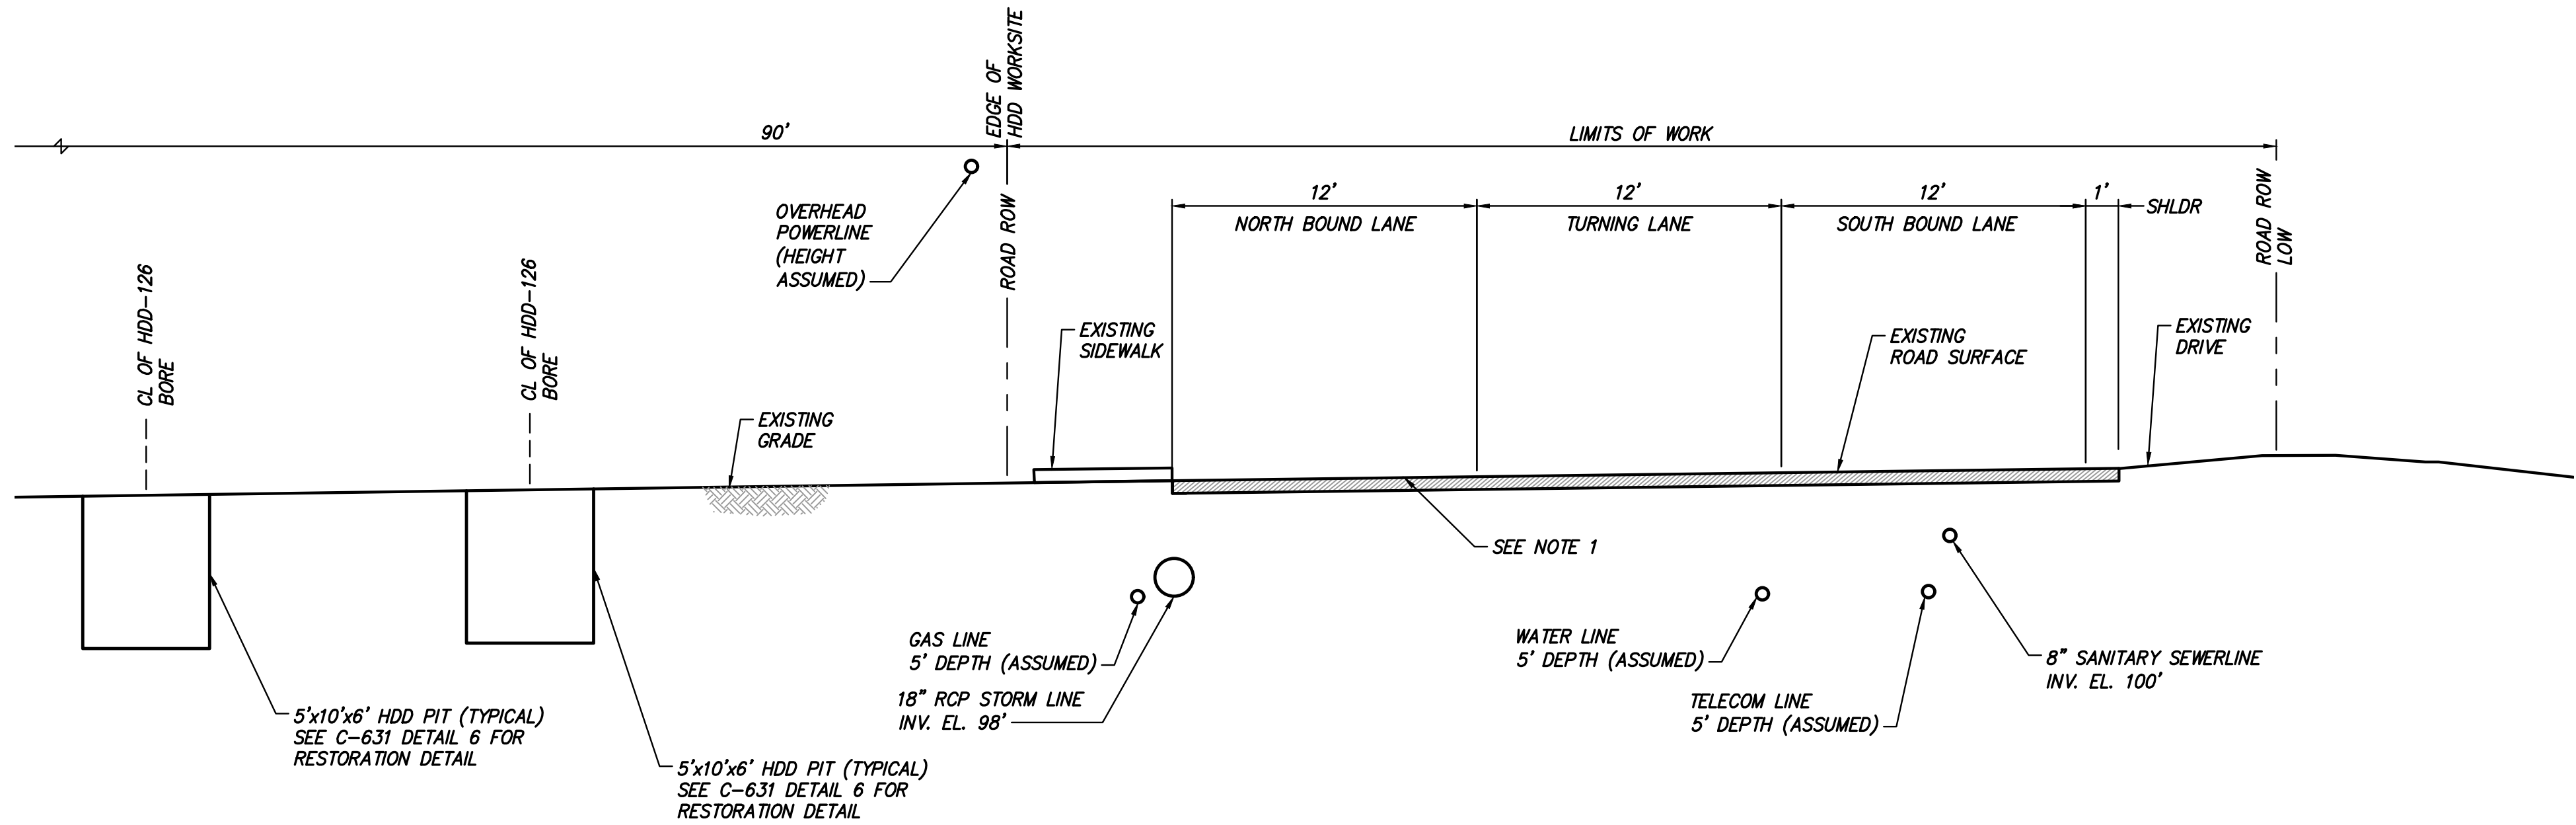 EDGE OF
HDD WORKSITE
90'
LIMITS OF WORK
OVERHEAD
POWERLINE
(HEIGHT
ASSUMED)
ROAD ROW
12'
NORTH BOUND LANE
12'
TURNING LANE
12'
SOUTH BOUND LANE
1'
SHLDR
ROAD ROW
LOW
CL OF HDD-126
BORE
CL OF HDD-126
BORE
EXISTING
SIDEWALK
EXISTING
ROAD SURFACE
EXISTING
DRIVE
EXISTING
GRADE
SEE NOTE 1
GAS LINE
5' DEPTH (ASSUMED)
18" RCP STORM LINE
INV. EL. 98'
WATER LINE
5' DEPTH (ASSUMED)
TELECOM LINE
5' DEPTH (ASSUMED)
8" SANITARY SEWERLINE
INV. EL. 100'
5'x10'x6' HDD PIT (TYPICAL)
SEE C-631 DETAIL 6 FOR
RESTORATION DETAIL
5'x10'x6' HDD PIT (TYPICAL)
SEE C-631 DETAIL 6 FOR
RESTORATION DETAIL